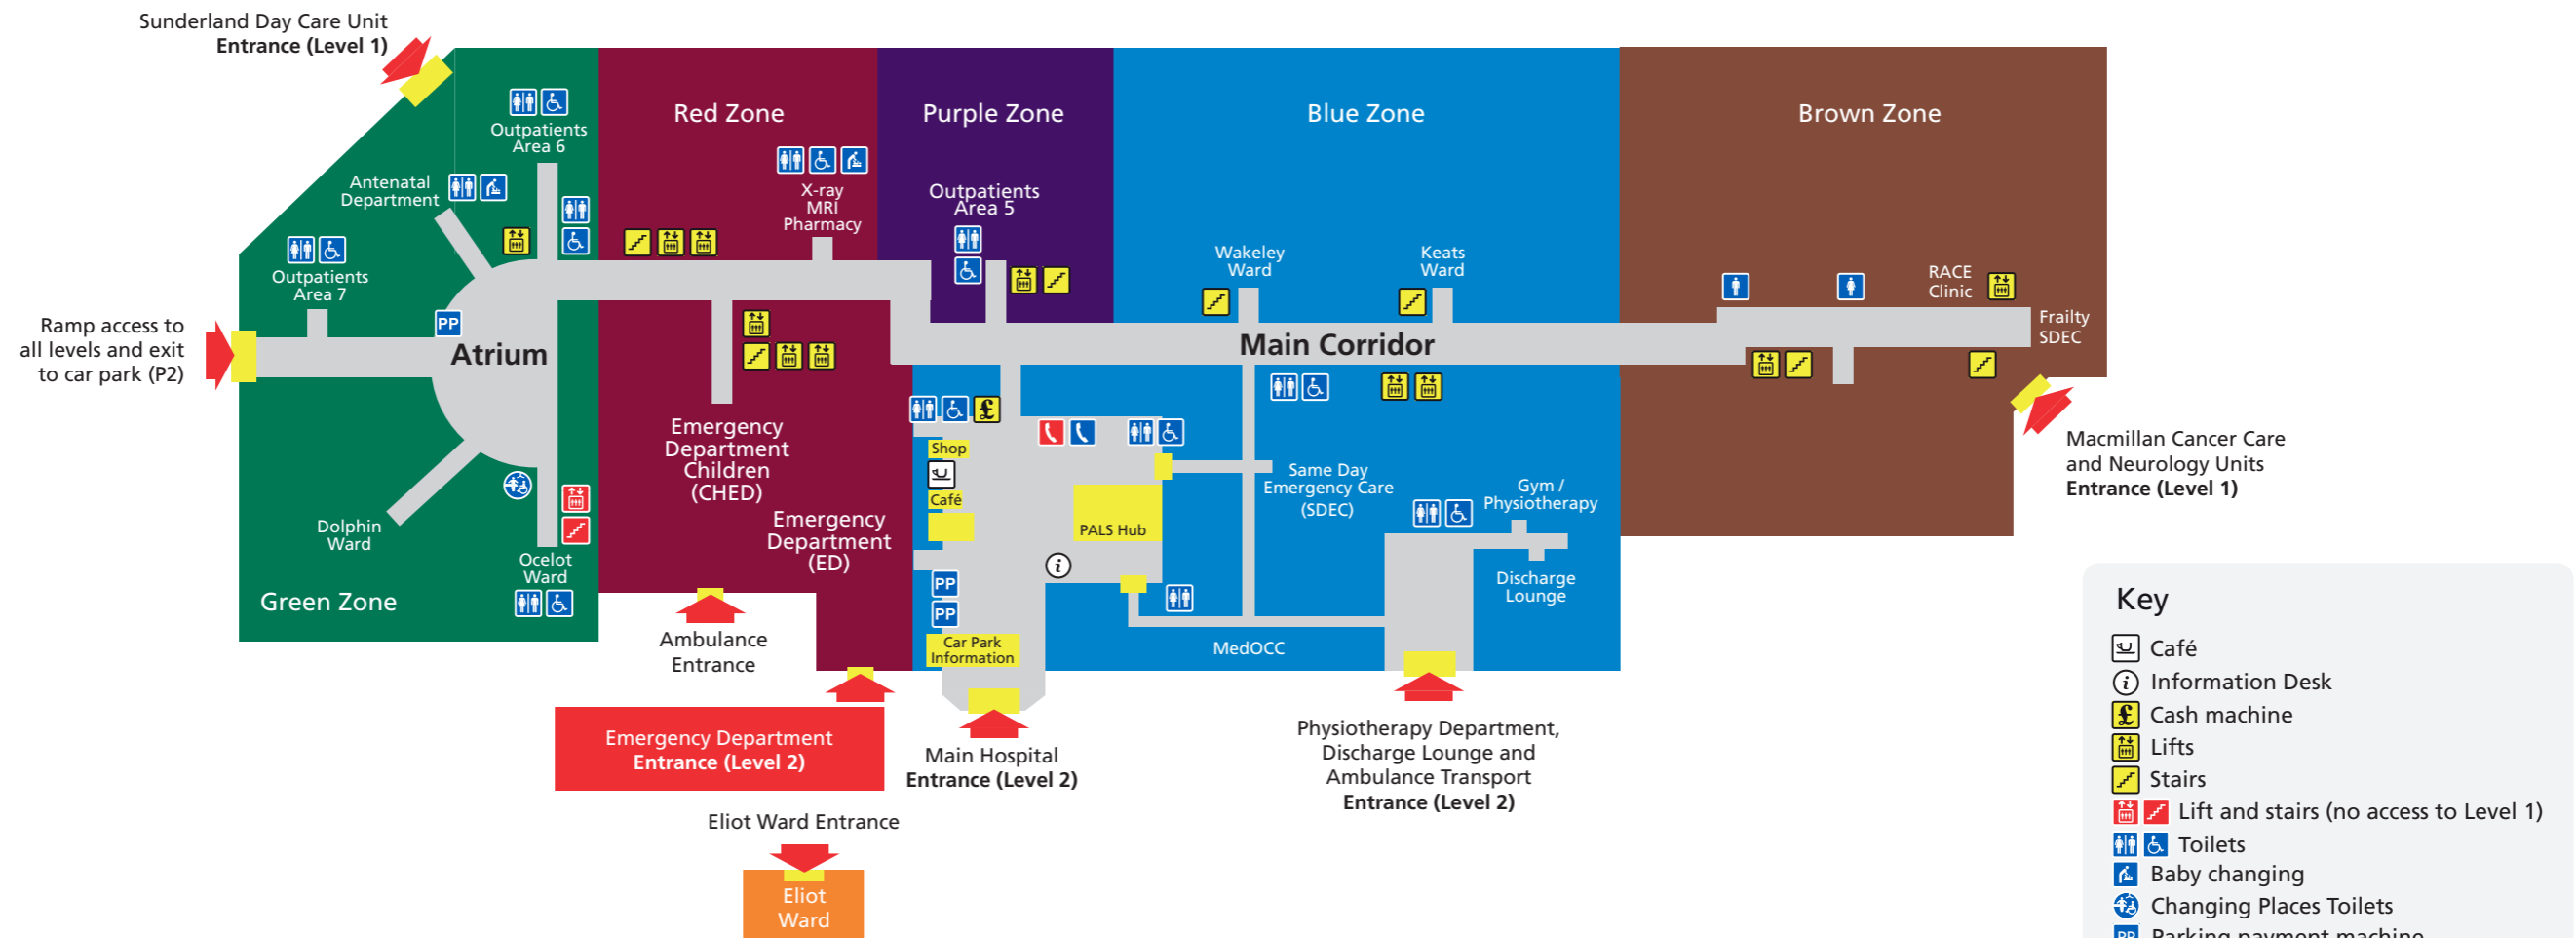 Sunderland Day Care Unit
Entrance (Level 1)
Red Zone
Purple Zone
Blue Zone
Brown Zone
Outpatients
Area 6
Antenatal
Department
X-ray
MRI
Pharmacy
Outpatients
Area 5
Outpatients
Area 7
Wakeley
Ward
Keats
Ward
RACE
Clinic
Frailty
SDEC
Ramp access to
all levels and exit
to car park (P2)
PP
Atrium
Main Corridor
£
Shop
Café
Emergency
Department
Children
(CHED)
Emergency
Department
(ED)
PALS Hub
i
Same Day
Emergency Care
(SDEC)
Gym /
Physiotherapy
Discharge
Lounge
Macmillan Cancer Care
and Neurology Units
Entrance (Level 1)
Dolphin
Ward
Ocelot
Ward
Green Zone
PP
PP
Car Park
Information
MedOCC
Ambulance
Entrance
Emergency Department
Entrance (Level 2)
Main Hospital
Entrance (Level 2)
Physiotherapy Department,
Discharge Lounge and
Ambulance Transport
Entrance (Level 2)
Eliot Ward Entrance
Eliot
Ward
Key
Café
i Information Desk
£ Cash machine
Lifts
Stairs
Lift and stairs (no access to Level 1)
Toilets
Baby changing
Changing Places Toilets
PP Parking payment machine